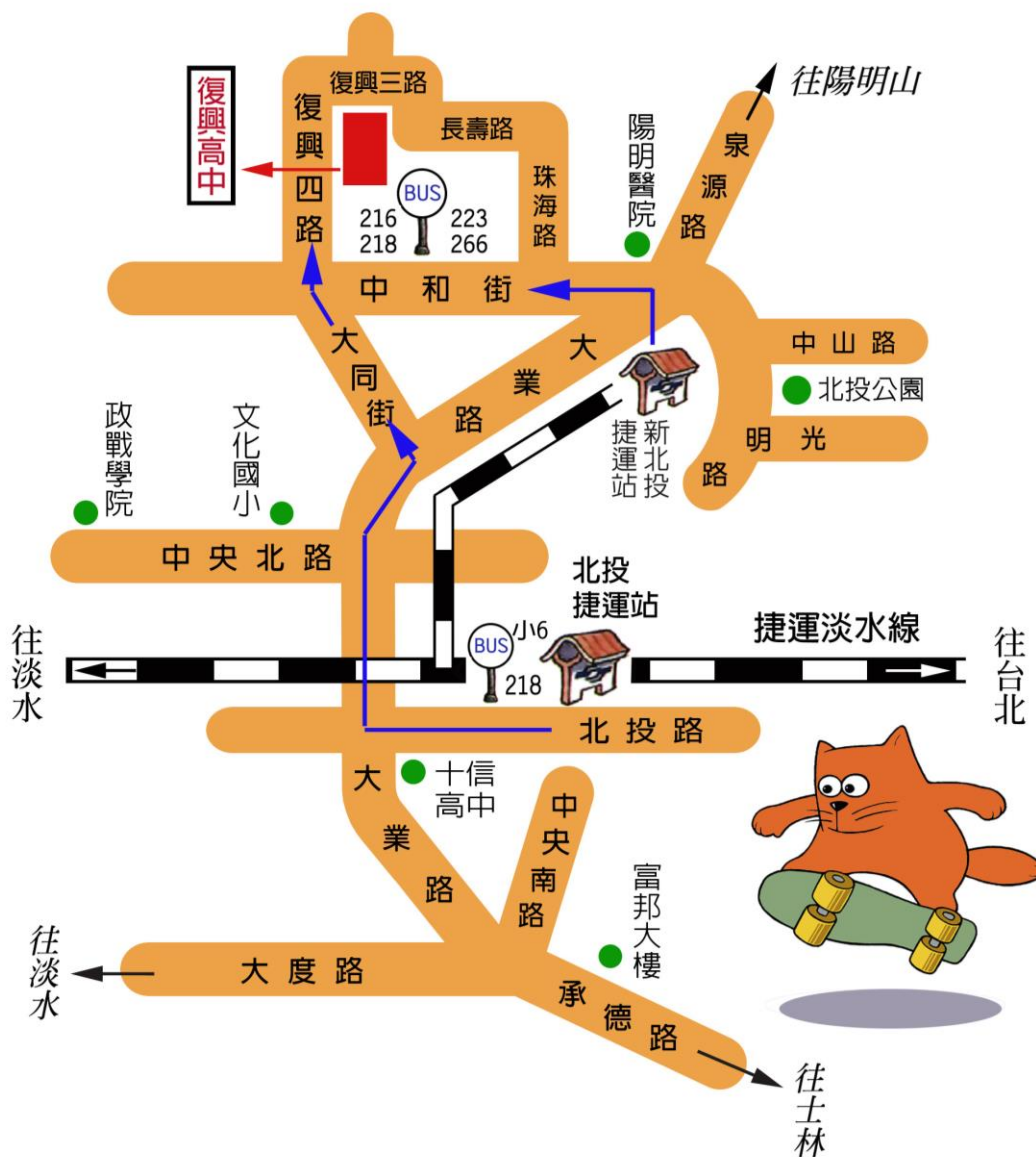 往陽明山
復興三路
復興高中
復興四路
長壽路
陽明醫院
泉源路
珠海路
BUS
216 223
218 266
中和街
大同街
大業路
中山路
北投公園
新北投
捷運站
光明路
政戰學院
文化國小
中央北路
北投
捷運站
捷運淡水線
往淡水
BUS
小6
218
往台北
北投路
十信
高中
大業路
中央南路
富邦大樓
往淡水
大度路
承德路
往士林